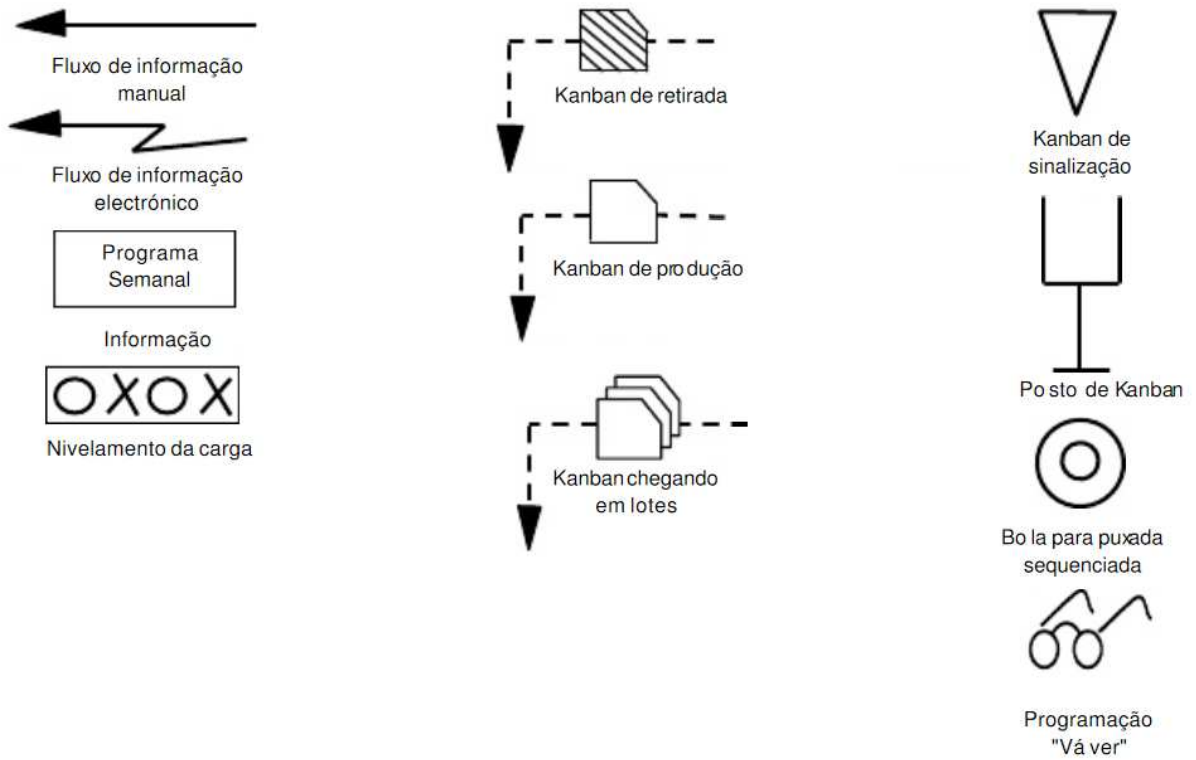 Fluxo de informação
manual
Fluxo de informação
electrónico
Programa
Semanal
Informação
OXOX
Nivelamento da carga
Kanban de retirada
Kanban de produção
Kanban chegando
em lotes
Kanban de
sinalização
Posto de Kanban
Bola para puxada
sequenciada
Programação
"Vá ver"